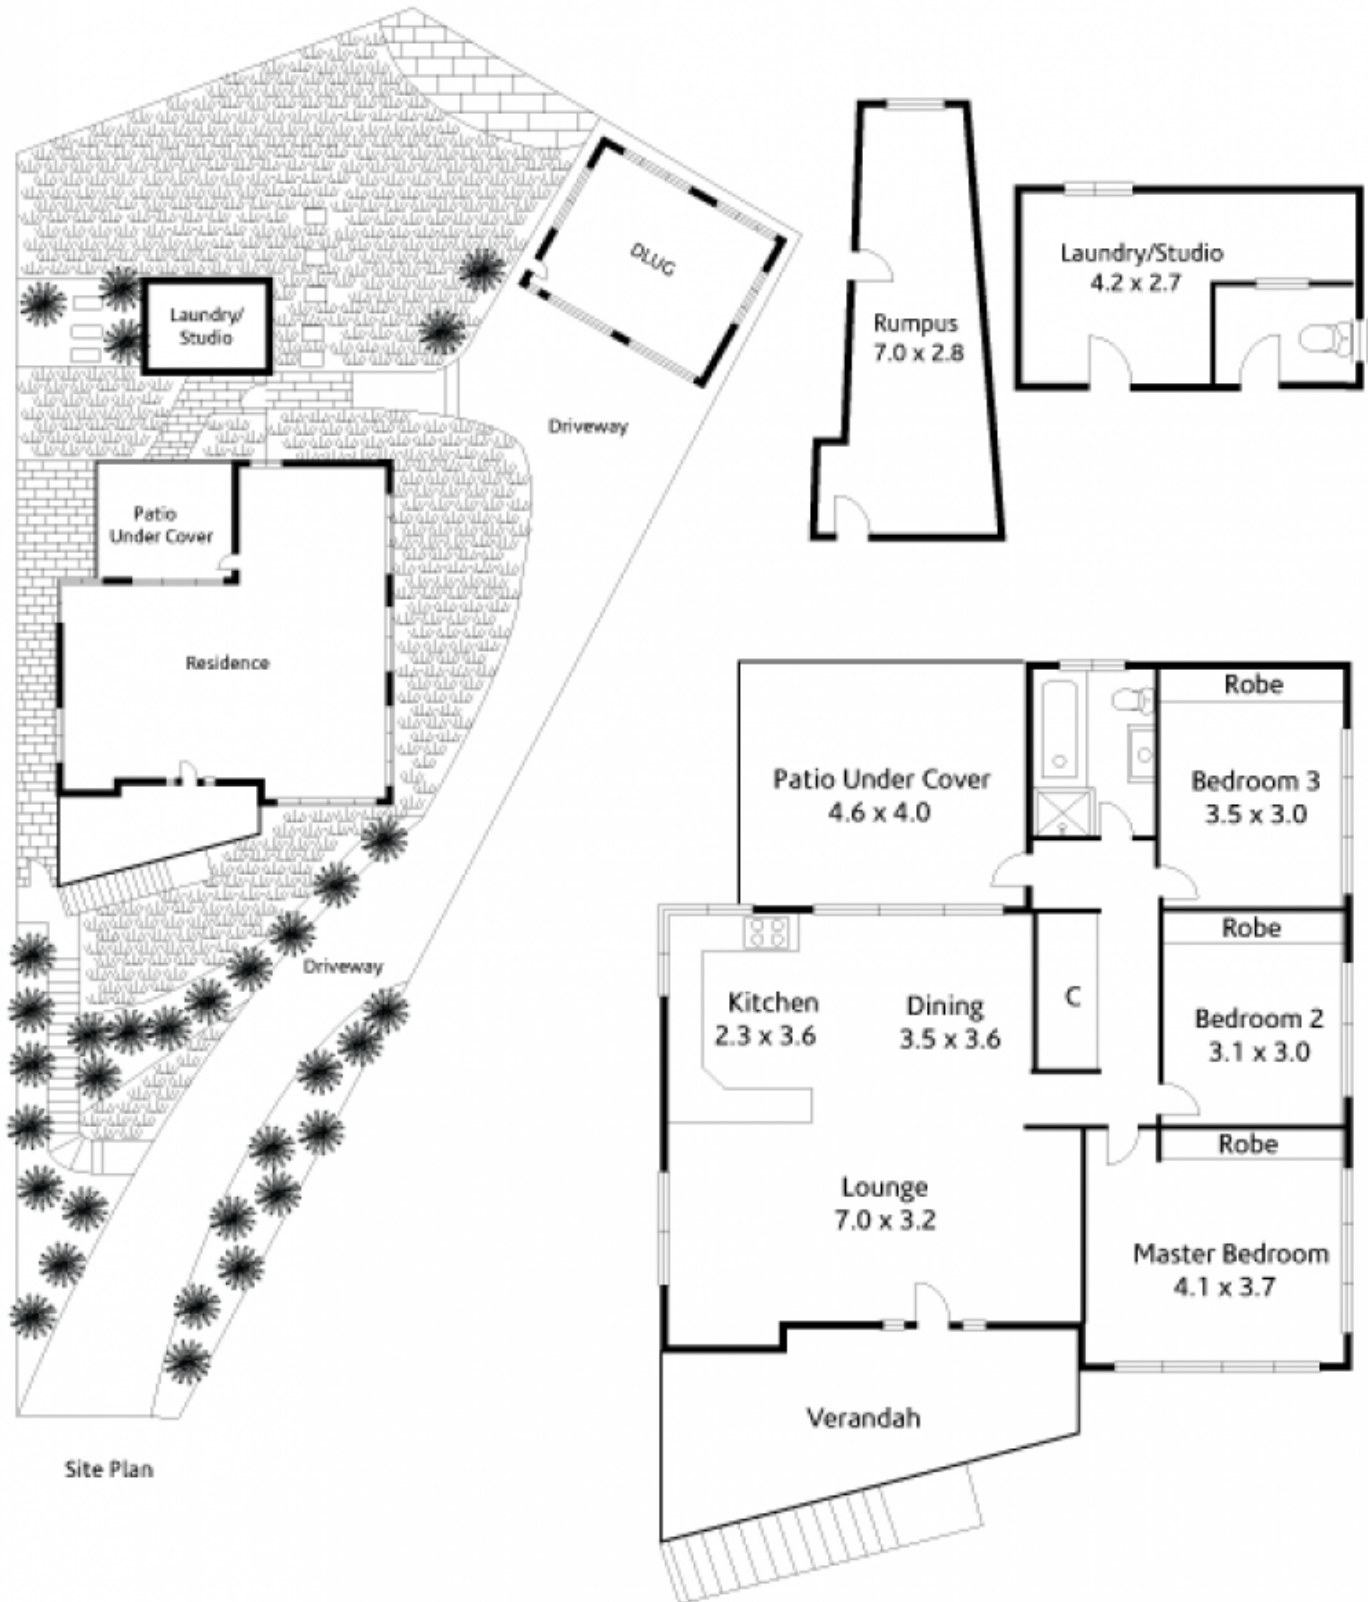 DLUG
Laundry/
Studio
Driveway
Patio
Under Cover
Residence
Driveway
Site Plan
Rumpus
7.0 x 2.8
Laundry/Studio
4.2 x 2.7
Patio Under Cover
4.6 x 4.0
Robe
Bedroom 3
3.5 x 3.0
Robe
Bedroom 2
3.1 x 3.0
Kitchen
2.3 x 3.6
Dining
3.5 x 3.6
C
Robe
Lounge
7.0 x 3.2
Master Bedroom
4.1 x 3.7
Verandah